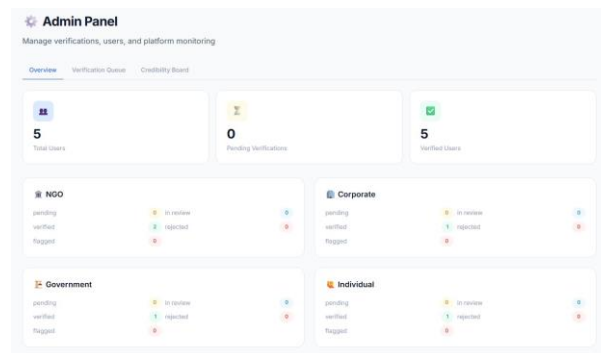 Admin Panel
Manage verifications, users, and platform monitoring
Overview Verification Queue Credibility Board
5
Total Users
0
Pending Verifications
5
Verified Users
NGO
pending 0 in review 0
verified 2 rejected 0
flagged 0
Corporate
pending 0 in review 0
verified 1 rejected 0
flagged 0
Government
pending 0 in review 0
verified 1 rejected 0
flagged 0
Individual
pending 0 in review 0
verified 1 rejected 0
flagged 0